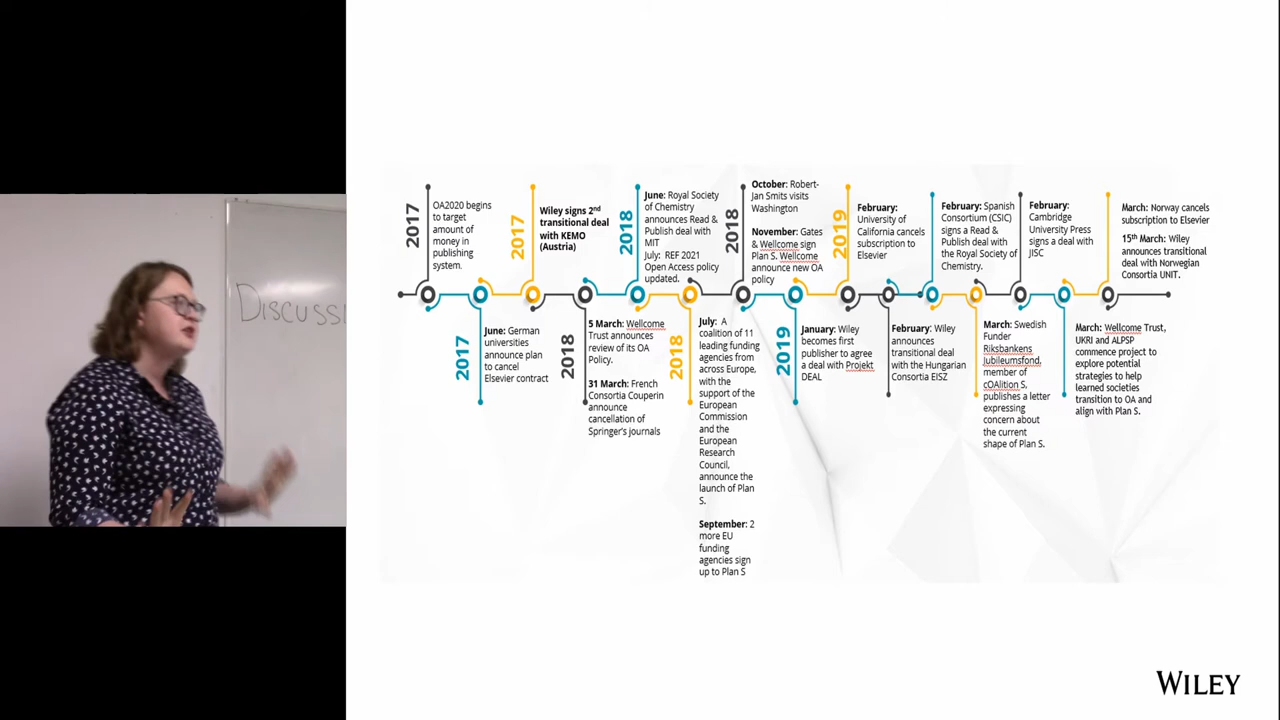 Discussi
2017
OA2020 begins
to target
amount of
money in
publishing
system.
2017
June: German
universities
announce plan
to cancel
Elsevier contract
2017
Wiley signs 2nd
transitional deal
with KEMO
(Austria)
2018
5 March: Wellcome
Trust announces
review of its OA
Policy.
31 March: French
Consortia Couperin
announce
cancellation of
Springer's journals
2018
June: Royal Society
of Chemistry
announces Read &
Publish deal with
MIT
July: REF 2021
Open Access policy
updated.
2018
July: A
coalition of 11
leading funding
agencies from
across Europe,
with the
support of the
European
Commission
and the
European
Research
Council,
announce the
launch of Plan
S.
September: 2
more EU
funding
agencies sign
up to Plan S
2018
October: Robert-
Jan Smits visits
Washington
November: Gates
& Wellcome sign
Plan S. Wellcome
announce new OA
policy
2019
January: Wiley
becomes first
publisher to agree
a deal with Projekt
DEAL
2019
February:
University of
California cancels
subscription to
Elsevier
February: Wiley
announces
transitional deal
with the Hungarian
Consortia EISZ
February: Spanish
Consortium (CSIC)
signs a Read &
Publish deal with
the Royal Society of
Chemistry.
March: Swedish
Funder
Riksbankens
Jubileumsfond,
member of
cOAlition S,
publishes a letter
expressing
concern about
the current
shape of Plan S.
February:
Cambridge
University Press
signs a deal with
JISC
March: Wellcome Trust,
UKRI and ALPSP
commence project to
explore potential
strategies to help
learned societies
transition to OA and
align with Plan S.
March: Norway cancels
subscription to Elsevier
15th March: Wiley
announces transitional
deal with Norwegian
Consortia UNIT.
WILEY